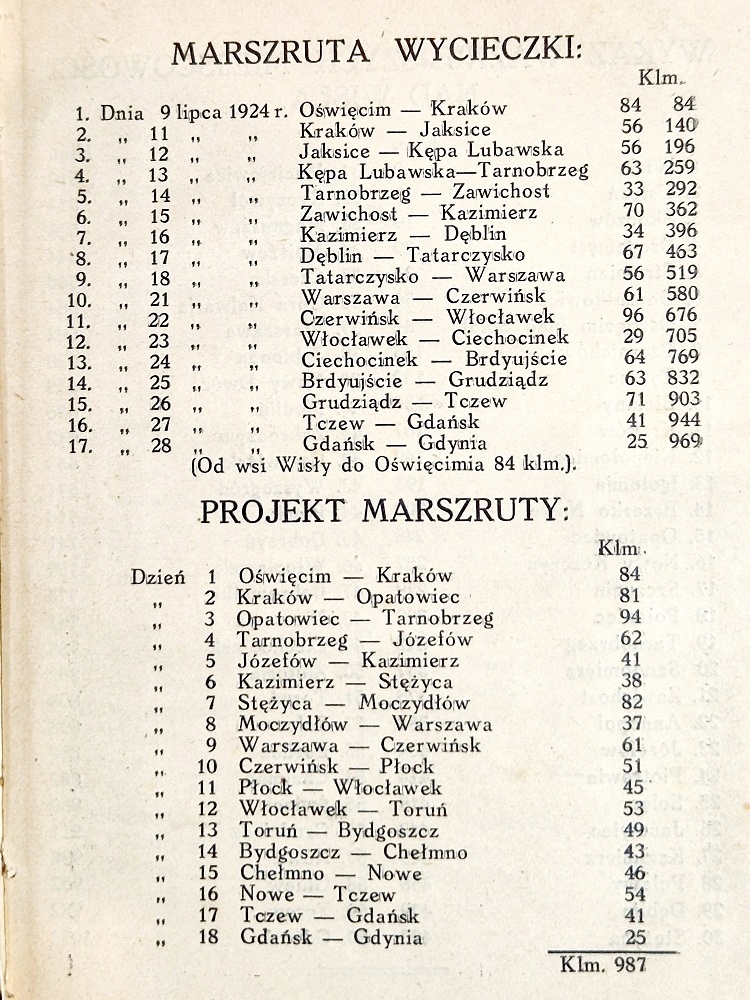 MARSZRUTA WYCIECZKI:
Klm.
1. Dnia 9 lipca 1924 r. Oświęcim — Kraków 84 84
2. „ 11 „ „ Kraków — Jaksice 56 140
3. „ 12 „ „ Jaksice — Kępa Lubawska 56 196
4. „ 13 „ „ Kępa Lubawska—Tarnobrzeg 63 259
5. „ 14 „ „ Tarnobrzeg — Zawichost 33 292
6. „ 15 „ „ Zawichost — Kazimierz 70 362
7. „ 16 „ „ Kazimierz — Dęblin 34 396
8. „ 17 „ „ Dęblin — Tatarczysko 67 463
9. „ 18 „ „ Tatarczysko — Warszawa 56 519
10. „ 21 „ „ Warszawa — Czerwińsk 61 580
11. „ 22 „ „ Czerwińsk — Włocławek 96 676
12. „ 23 „ „ Włocławek — Ciechocinek 29 705
13. „ 24 „ „ Ciechocinek — Brdyujście 64 769
14. „ 25 „ „ Brdyujście — Grudziądz 63 832
15. „ 26 „ „ Grudziądz — Tczew 71 903
16. „ 27 „ „ Tczew — Gdańsk 41 944
17. „ 28 „ „ Gdańsk — Gdynia 25 969
(Od wsi Wisły do Oświęcimia 84 klm.).
PROJEKT MARSZRUTY:
Klm.
Dzień 1 Oświęcim — Kraków 84
„ 2 Kraków — Opatowiec 81
„ 3 Opatowiec — Tarnobrzeg 94
„ 4 Tarnobrzeg — Józefów 62
„ 5 Józefów — Kazimierz 41
„ 6 Kazimierz — Stężyca 38
„ 7 Stężyca — Moczydłów 82
„ 8 Moczydłów — Warszawa 37
„ 9 Warszawa — Czerwińsk 61
„ 10 Czerwińsk — Płock 51
„ 11 Płock — Włocławek 45
„ 12 Włocławek — Toruń 53
„ 13 Toruń — Bydgoszcz 49
„ 14 Bydgoszcz — Chełmno 43
„ 15 Chełmno — Nowe 46
„ 16 Nowe — Tczew 54
„ 17 Tczew — Gdańsk 41
„ 18 Gdańsk — Gdynia 25
Klm. 987